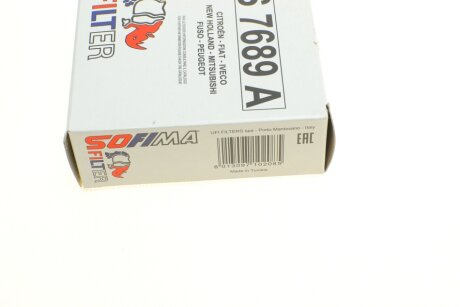 FILTER
CITROËN - FIAT - IVECO
NEW HOLLAND - MITSUBISHI
FUSO - PEUGEOT
7689 A
SOFIMA
FILTER
UFI FILTERS spa - Porto Mantovano - Italy
EAC
Made in Tunisia